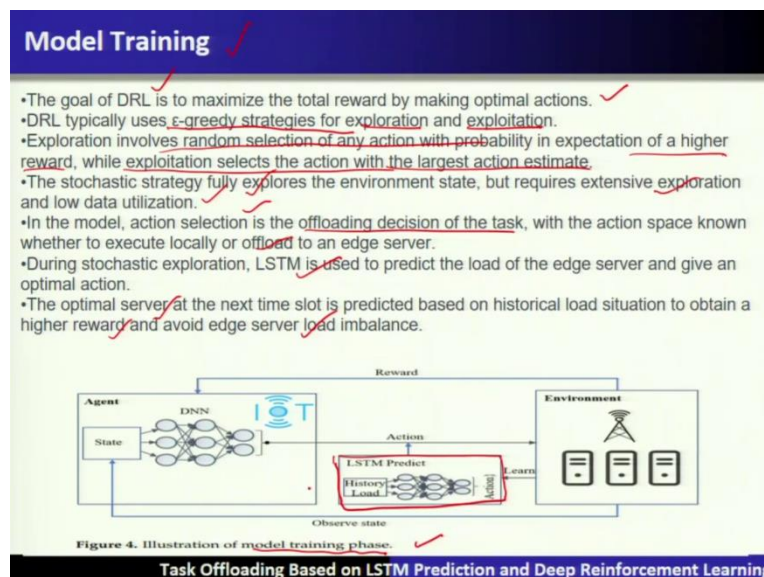 Model Training
•The goal of DRL is to maximize the total reward by making optimal actions.
•DRL typically uses ε-greedy strategies for exploration and exploitation.
•Exploration involves random selection of any action with probability in expectation of a higher
reward, while exploitation selects the action with the largest action estimate.
•The stochastic strategy fully explores the environment state, but requires extensive exploration
and low data utilization.
•In the model, action selection is the offloading decision of the task, with the action space known
whether to execute locally or offload to an edge server.
•During stochastic exploration, LSTM is used to predict the load of the edge server and give an
optimal action.
•The optimal server at the next time slot is predicted based on historical load situation to obtain a
higher reward and avoid edge server load imbalance.
Reward
Agent
DNN
IOT
State
Action
LSTM Predict
History
Load
Action
Learn
Environment
Observe state
Figure 4. Illustration of model training phase.
Task Offloading Based on LSTM Prediction and Deep Reinforcement Learning